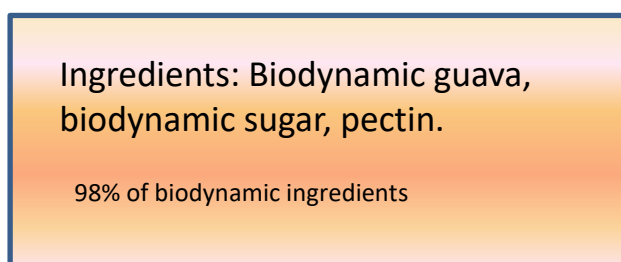 Ingredients: Biodynamic guava,
biodynamic sugar, pectin.
98% of biodynamic ingredients